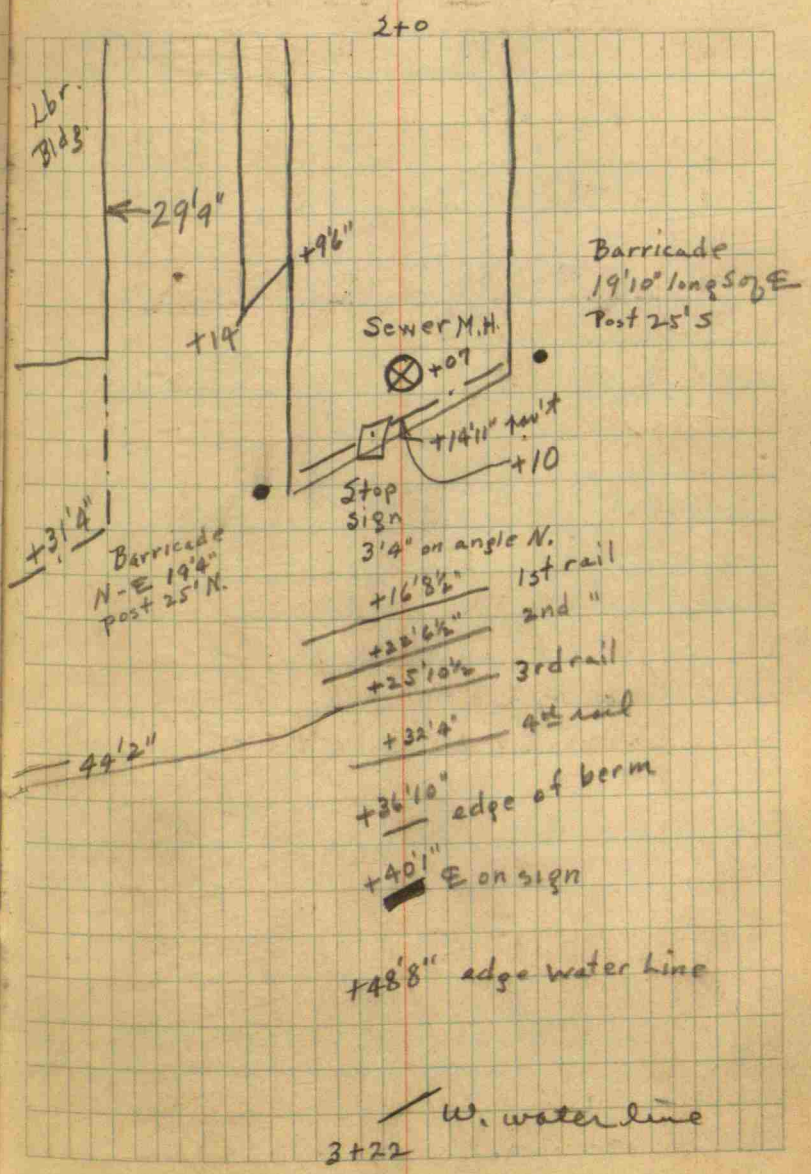 2+0
Lbr.
Bldg.
29'9"
+9'6"
+14
Barricade
19'10" long S of ℄
Post 25'S
Sewer M.H.
+07
+14'11" pav't
+10
Stop
sign
3'4" on angle N.
+31'4"
Barricade
N-℄ 19'4"
post 25'N.
+16'8½" 1st rail
+22'6½" 2nd "
+25'10½ 3rd rail
44'2"
+32'4" 4th rail
+36'10" edge of berm
+40'1" ℄ on sign
+48'8" edge water Line
W. water line
3+22